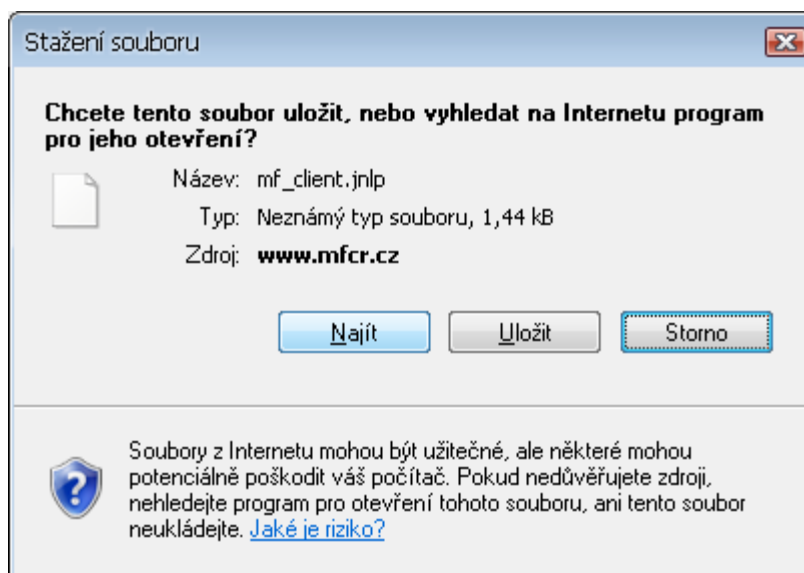 Stažení souboru
Chcete tento soubor uložit, nebo vyhledat na Internetu program
pro jeho otevření?
Název: mf_client.jnlp
Typ: Neznámý typ souboru, 1,44 kB
Zdroj: www.mfcr.cz
Najít Uložit Storno
Soubory z Internetu mohou být užitečné, ale některé mohou
potenciálně poškodit váš počítač. Pokud nedůvěřujete zdroji,
nehledejte program pro otevření tohoto souboru, ani tento soubor
neukládejte. Jaké je riziko?